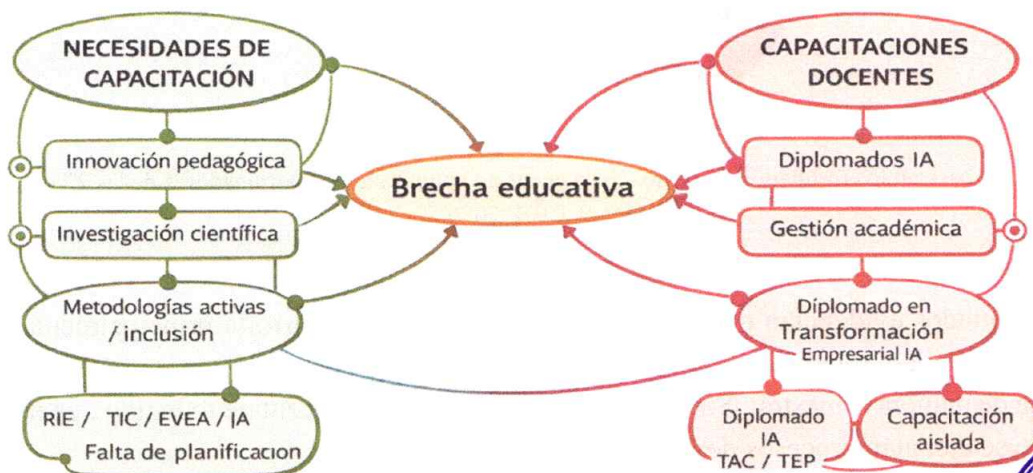 NECESIDADES DE
CAPACITACIÓN
Innovación pedagógica
Investigación científica
Metodologías activas
/ inclusión
RIE / TIC / EVEA / IA
Falta de planificacion
Brecha educativa
CAPACITACIONES
DOCENTES
Diplomados IA
Gestión académica
Diplomado en
Transformación
Empresarial IA
Diplomado
IA
TAC / TEP
Capacitación
aislada